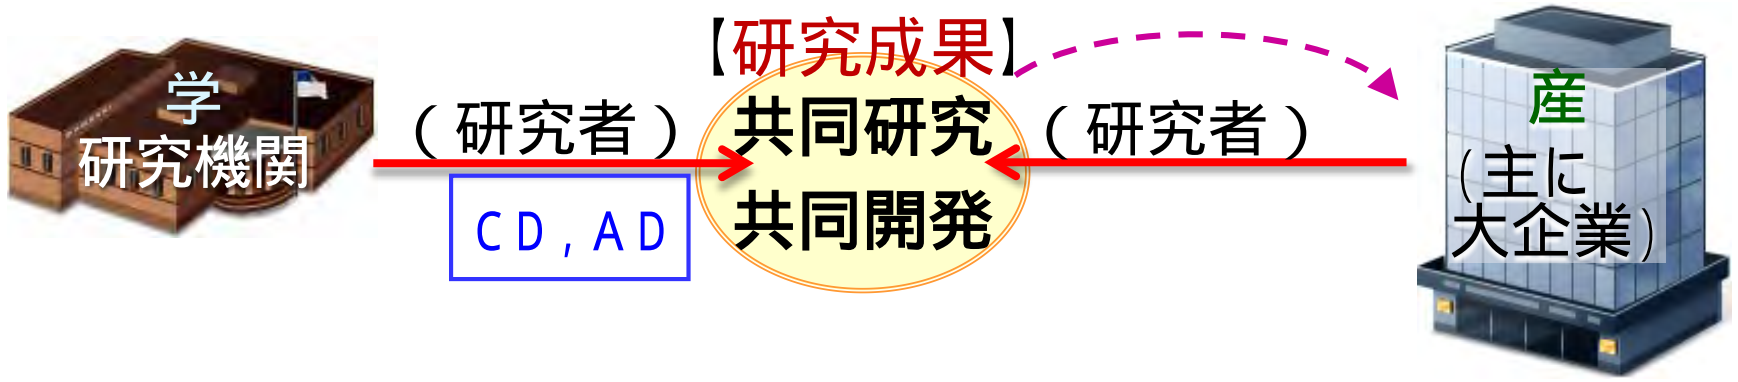 【研究成果】
学
研究機関
（研究者）
共同研究
（研究者）
CD,AD
共同開発
産
(主に
大企業)